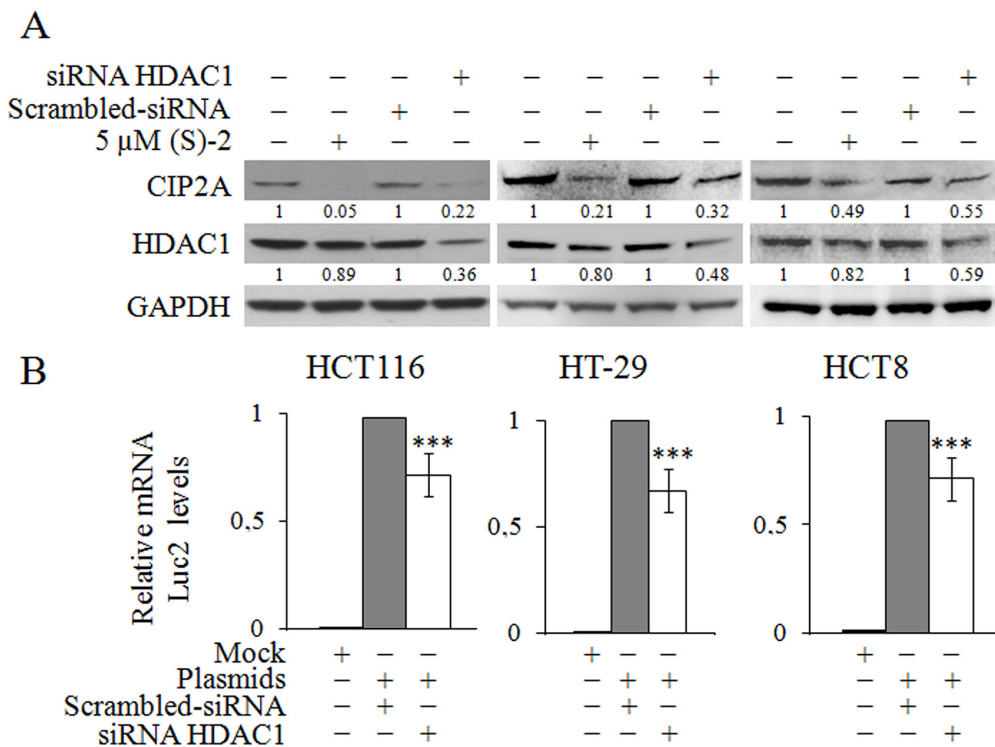 A
siRNA HDAC1 − − − + − − − + − − − +
Scrambled-siRNA − − + − − − + − − − + −
5 µM (S)-2 − + − − − + − − − + − −
CIP2A
1 0.05 1 0.22 1 0.21 1 0.32 1 0.49 1 0.55
HDAC1
1 0.89 1 0.36 1 0.80 1 0.48 1 0.82 1 0.59
GAPDH
B
HCT116 HT-29 HCT8
Relative mRNA
Luc2 levels
1 1 1
*** *** ***
0,5 0,5 0,5
0 0 0
Mock + − − + − − + − −
Plasmids − + + − + + − + +
Scrambled-siRNA − + − − + − − + −
siRNA HDAC1 − − + − − + − − +